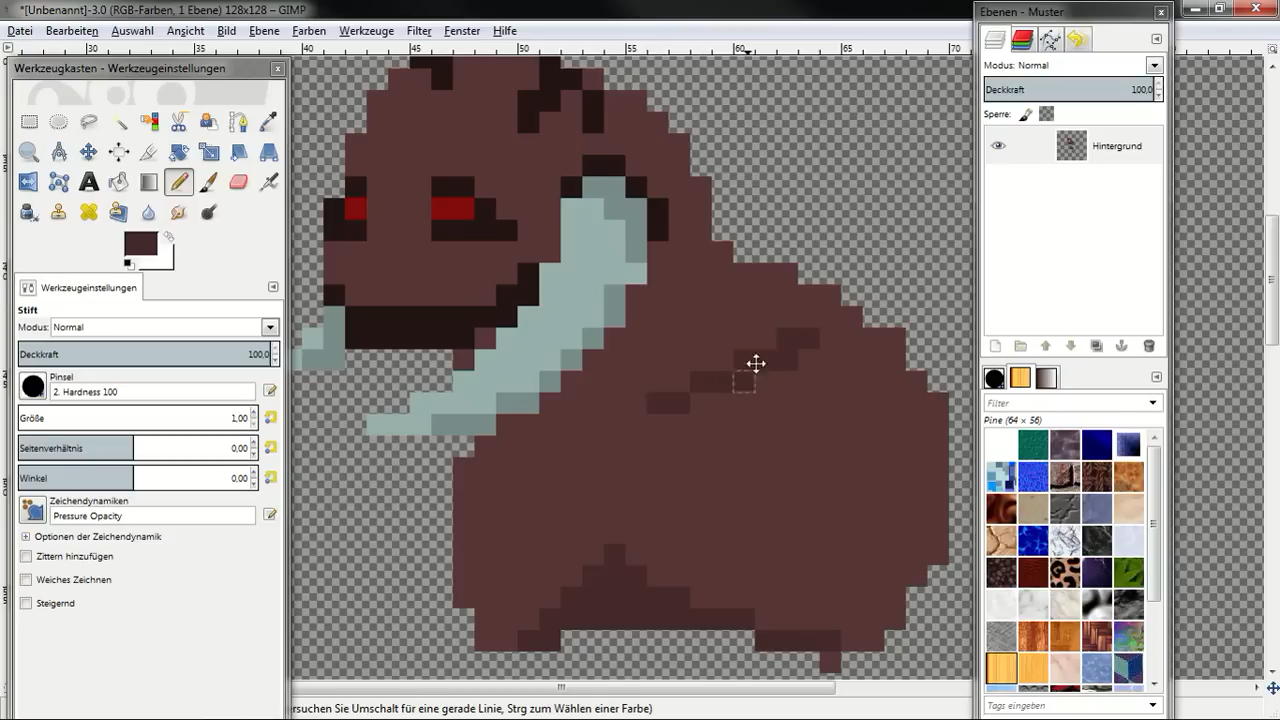 *[Unbenannt]-3.0 (RGB-Farben, 1 Ebene) 128x128 – GIMP
Datei Bearbeiten Auswahl Ansicht Bild Ebene Farben Werkzeuge Filter Fenster Hilfe
30 35 45 50 55 60 65 70
Werkzeugkasten - Werkzeugeinstellungen
Werkzeugeinstellungen
Stift
Modus: Normal
Deckkraft 100,0
Pinsel
2. Hardness 100
Größe 1,00
Seitenverhältnis 0,00
Winkel 0,00
Zeichendynamiken
Pressure Opacity
Optionen der Zeichendynamik
Zittern hinzufügen
Weiches Zeichnen
Steigernd
rsuchen Sie Umschalt für eine gerade Linie, Strg zum Wählen einer Farbe)
Ebenen - Muster
Modus: Normal
Deckkraft 100,0
Sperre:
Hintergrund
Filter
Pine (64 × 56)
Tags eingeben